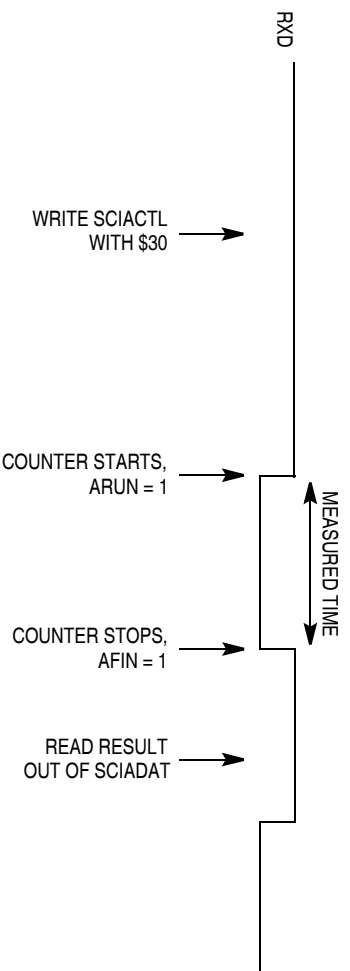 RXD
WRITE SCIACTL
WITH $30
COUNTER STARTS,
ARUN = 1
MEASURED TIME
COUNTER STOPS,
AFIN = 1
READ RESULT
OUT OF SCIADAT